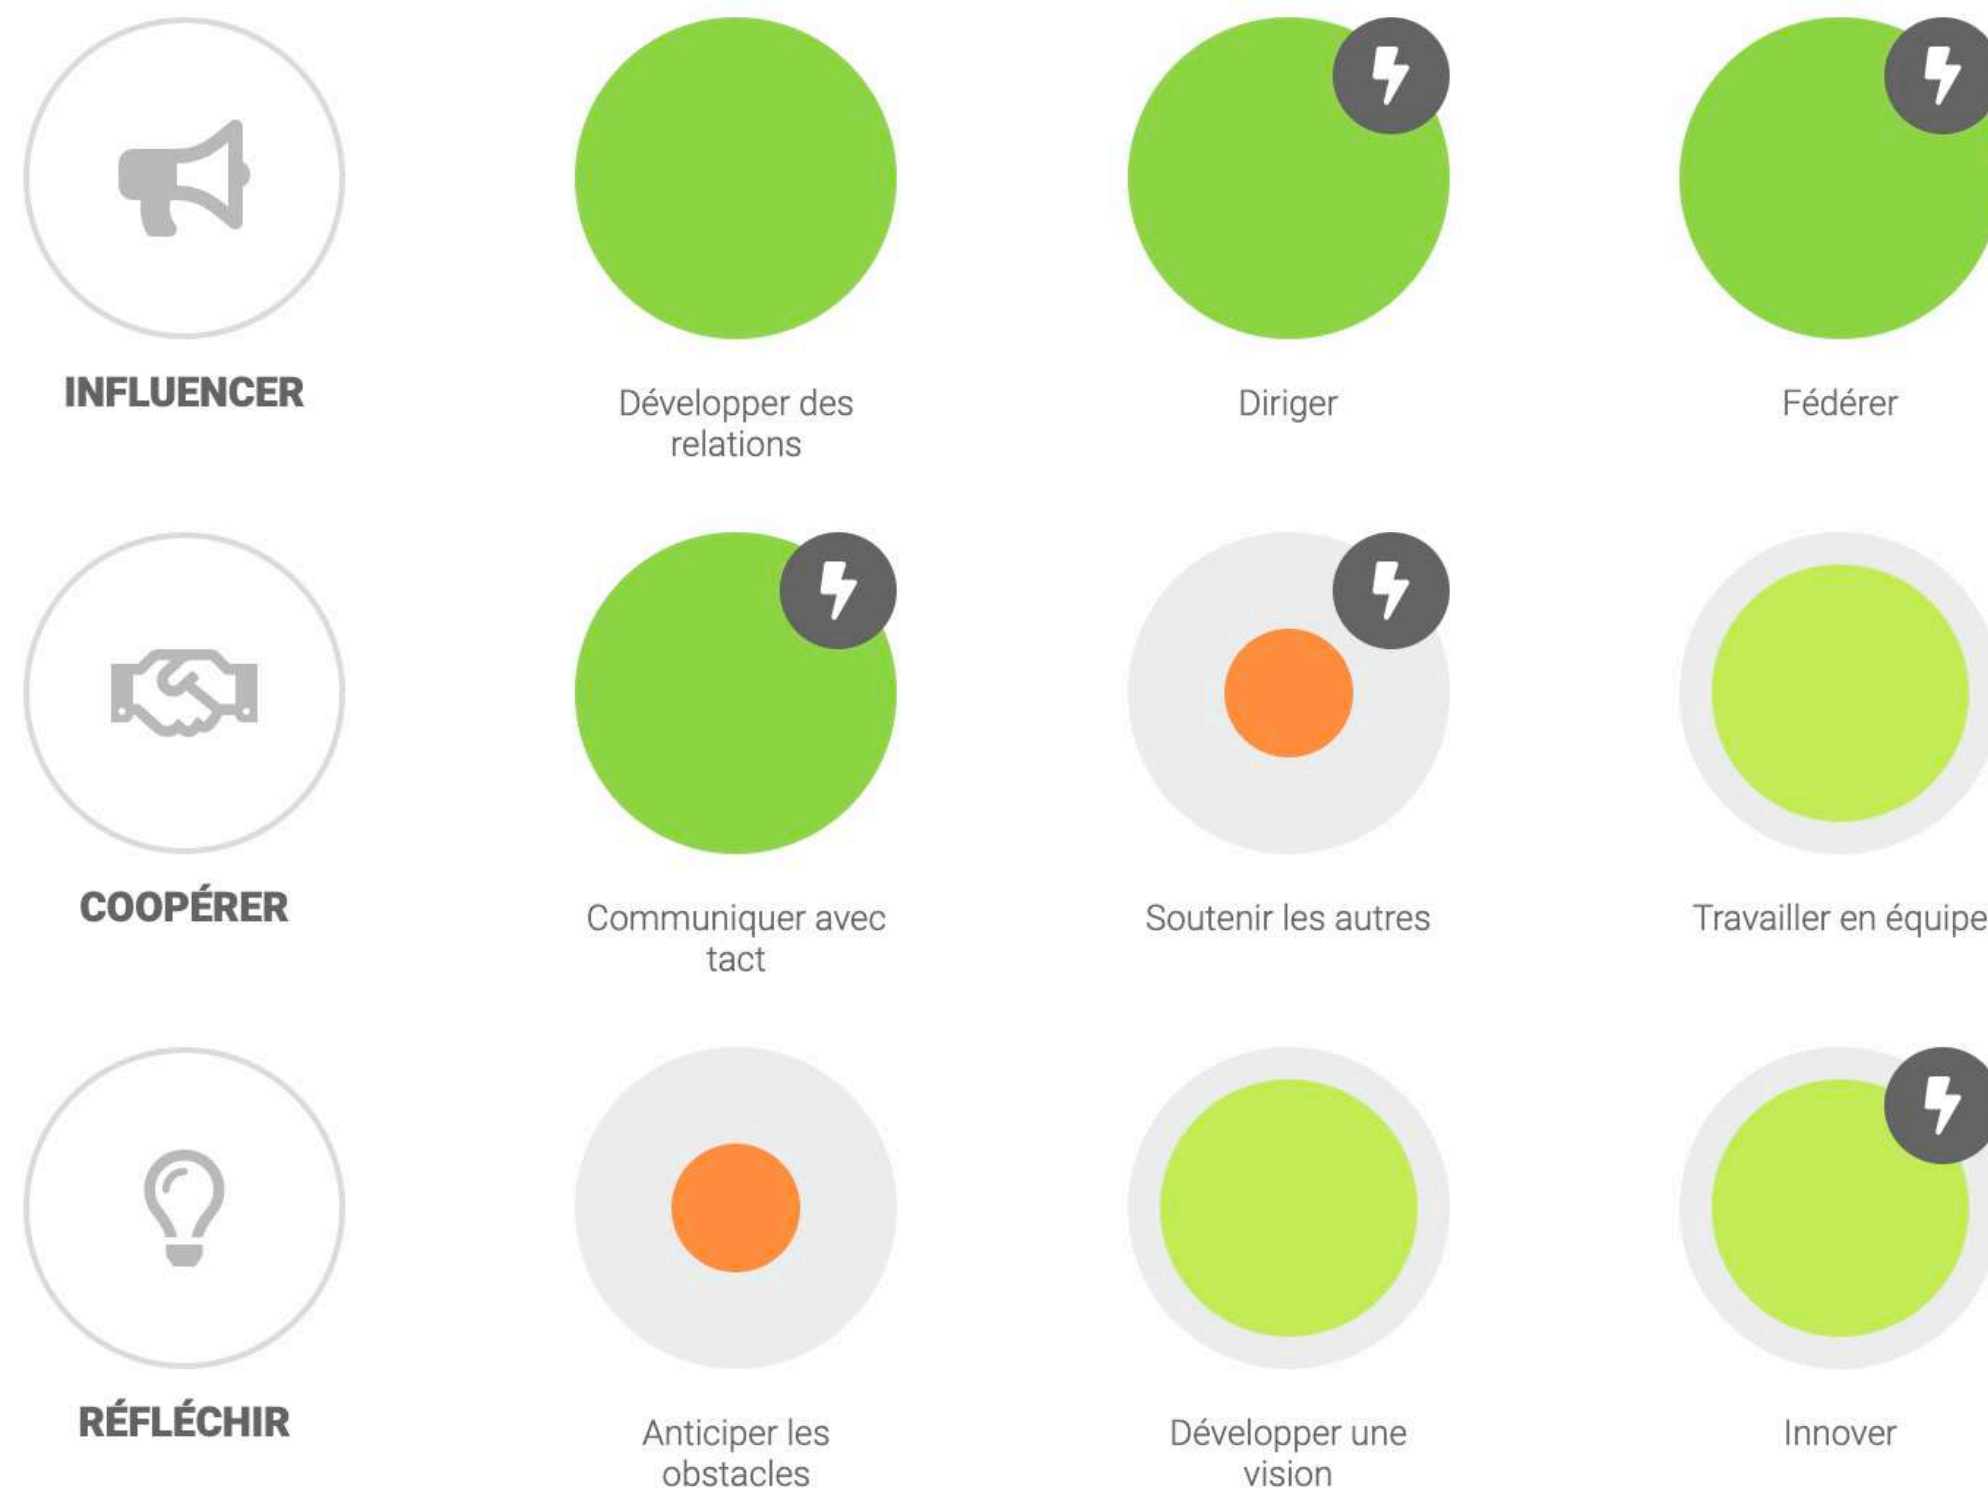 INFLUENCER
Développer des
relations
Diriger
Fédérer
COOPÉRER
Communiquer avec
tact
Soutenir les autres
Travailler en équipe
RÉFLÉCHIR
Anticiper les
obstacles
Développer une
vision
Innover